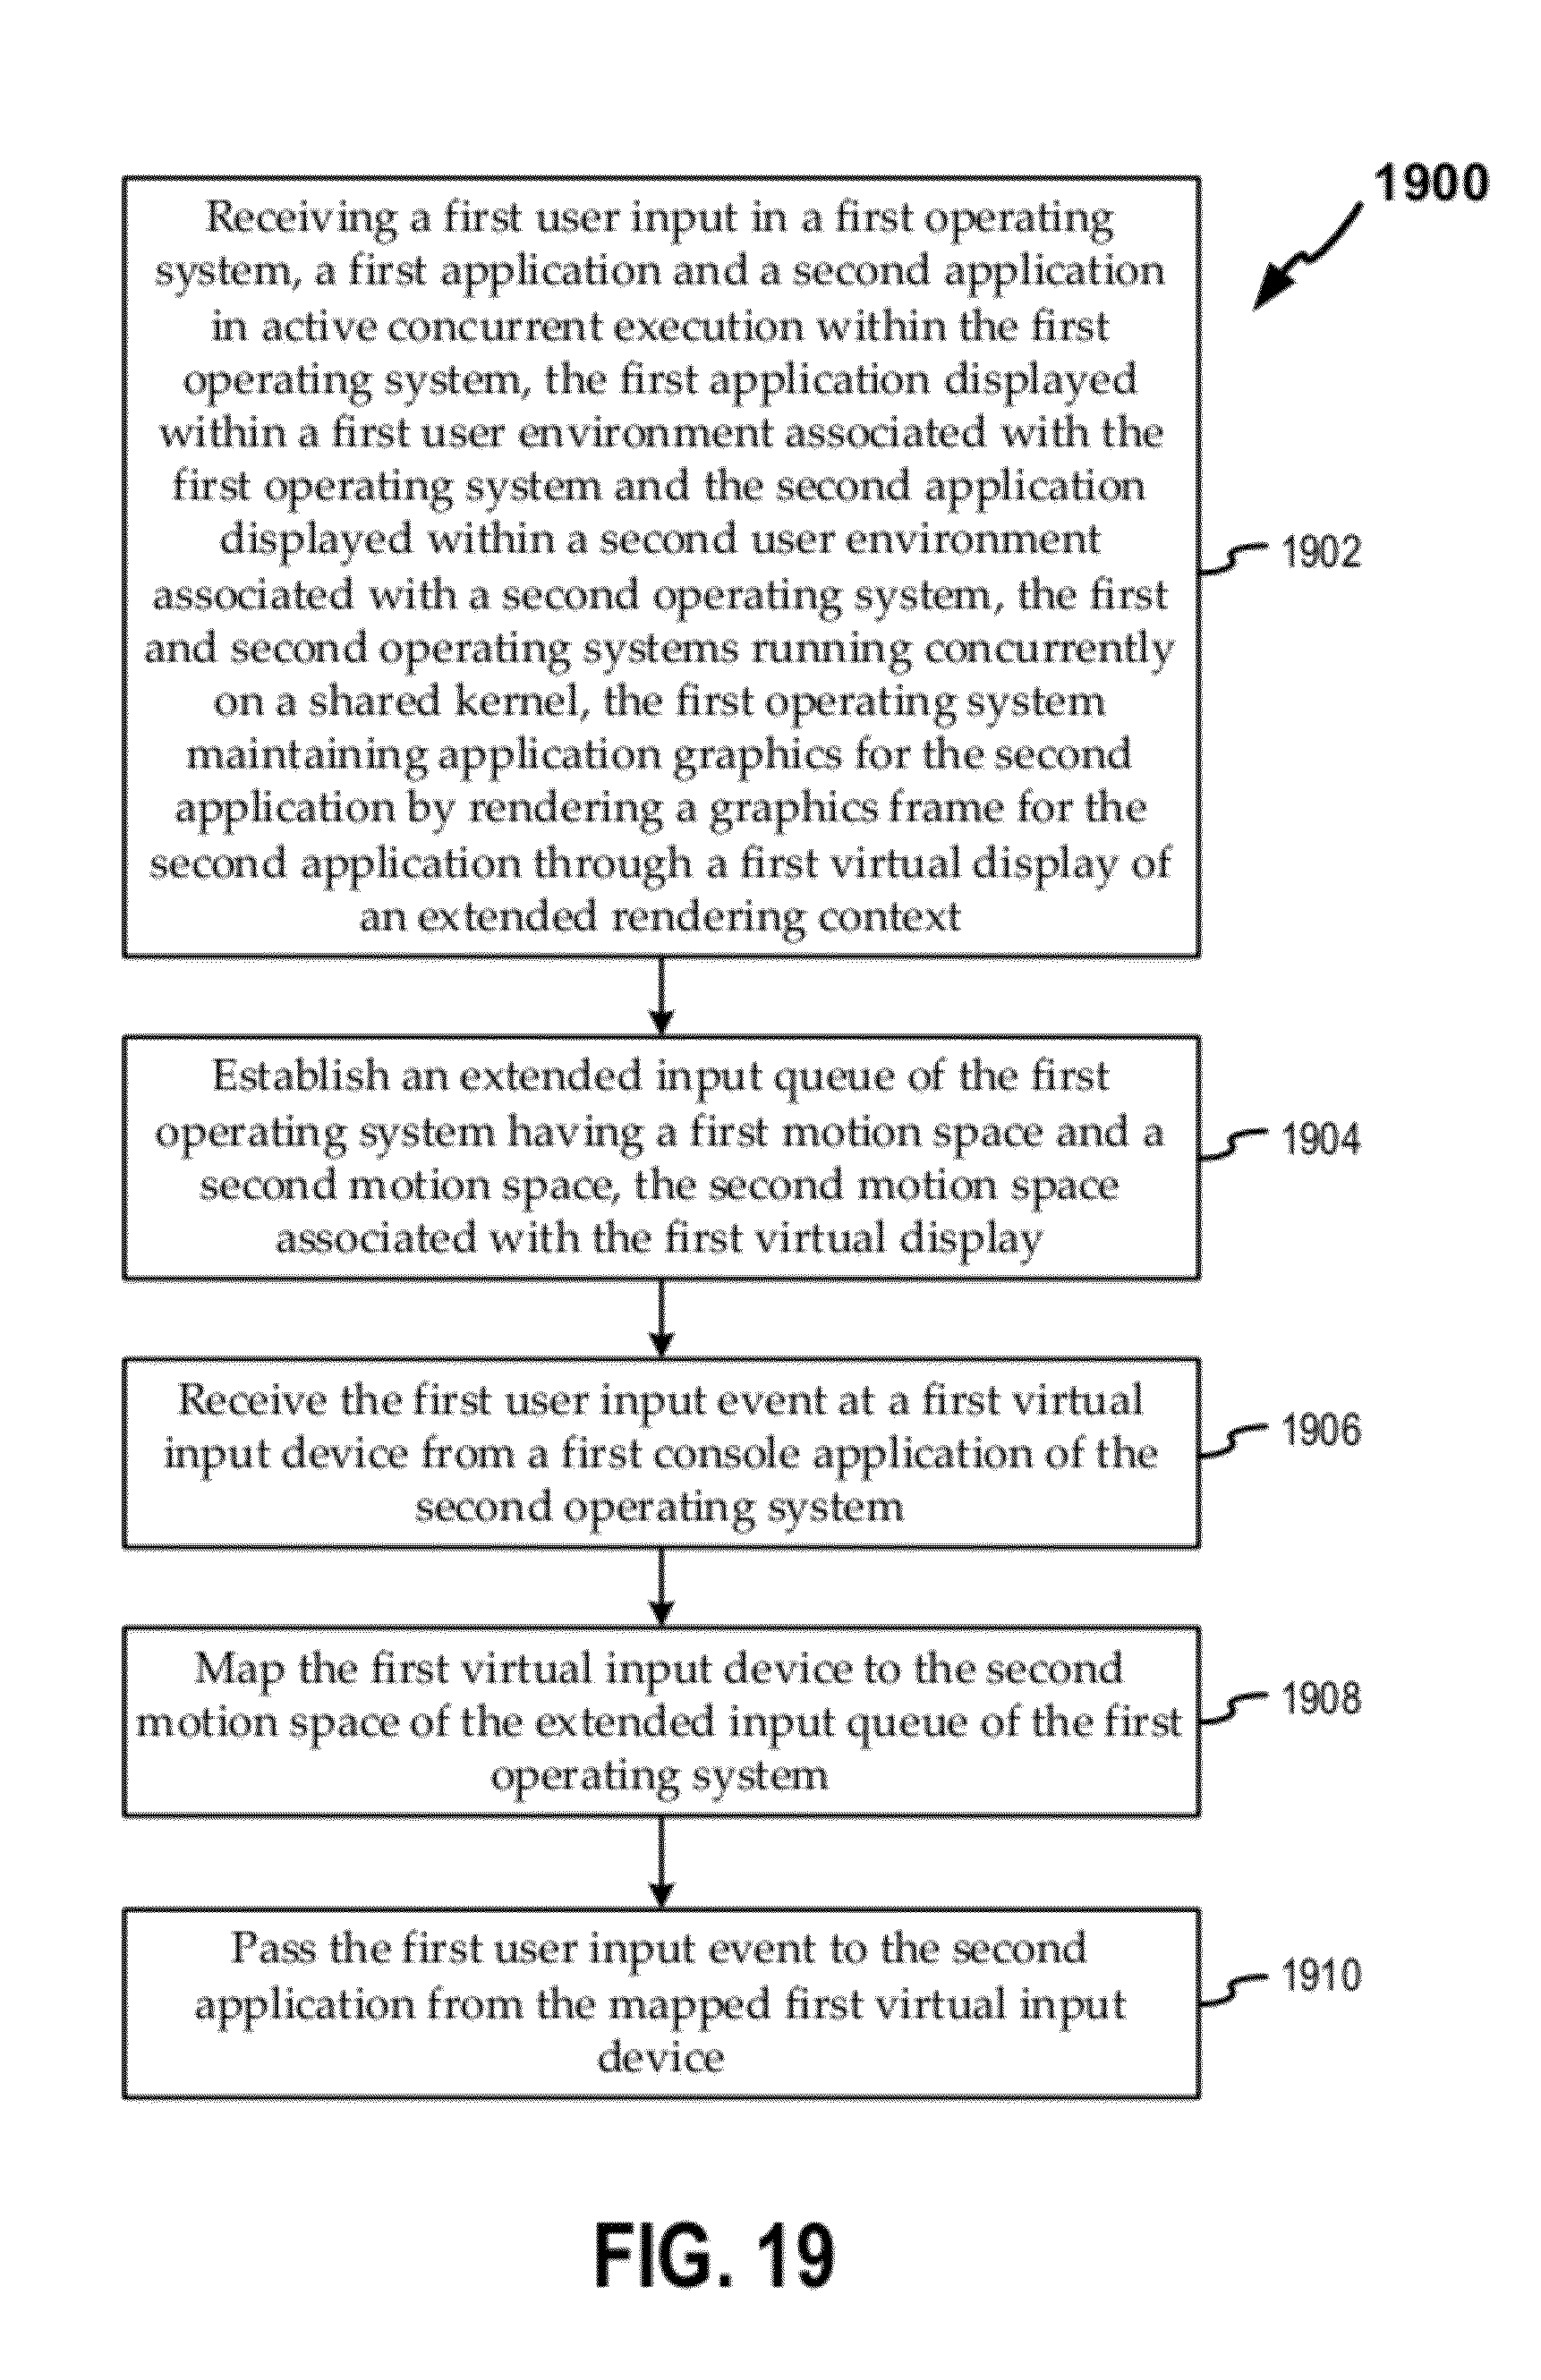 1900
Receiving a first user input in a first operating
system, a first application and a second application
in active concurrent execution within the first
operating system, the first application displayed
within a first user environment associated with the
first operating system and the second application
displayed within a second user environment
associated with a second operating system, the first
and second operating systems running concurrently
on a shared kernel, the first operating system
maintaining application graphics for the second
application by rendering a graphics frame for the
second application through a first virtual display of
an extended rendering context
1902
Establish an extended input queue of the first
operating system having a first motion space and a
second motion space, the second motion space
associated with the first virtual display
1904
Receive the first user input event at a first virtual
input device from a first console application of the
second operating system
1906
Map the first virtual input device to the second
motion space of the extended input queue of the first
operating system
1908
Pass the first user input event to the second
application from the mapped first virtual input
device
1910
FIG. 19